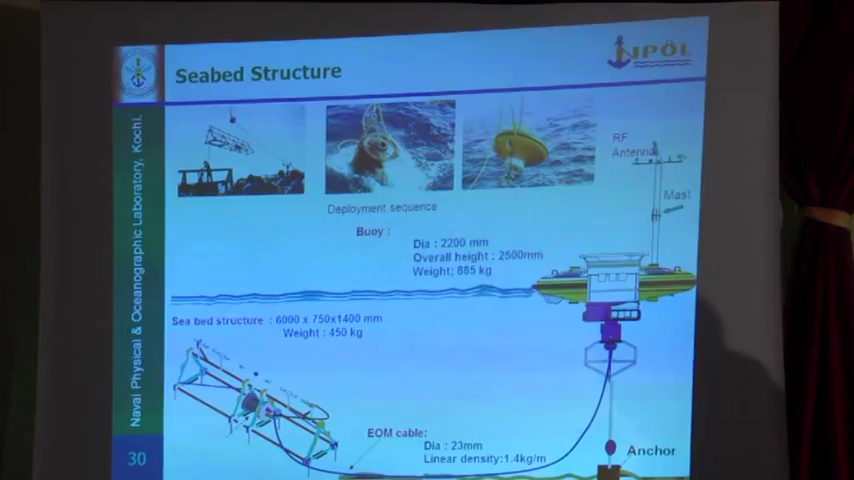 Seabed Structure
NPÖL
Naval Physical & Oceanographic Laboratory, Kochi.
RF
Antenna
Mast
Deployment sequence
Buoy :
Dia : 2200 mm
Overall height : 2500mm
Weight: 885 kg
Sea bed structure : 6000 x 750x1400 mm
Weight : 450 kg
EOM cable:
Dia : 23mm
Linear density:1.4kg/m
Anchor
30